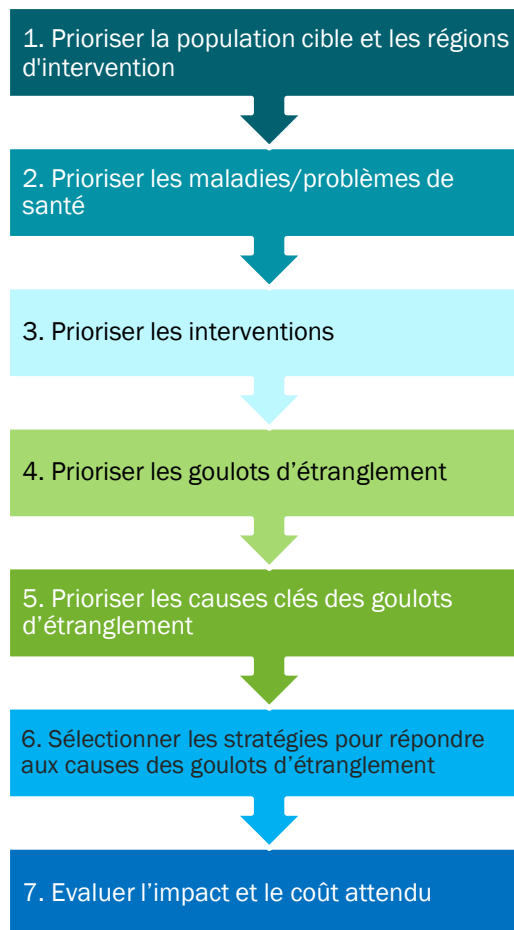 1. Prioriser la population cible et les régions
d'intervention
2. Prioriser les maladies/problèmes de
santé
3. Prioriser les interventions
4. Prioriser les goulots d’étranglement
5. Prioriser les causes clés des goulots
d’étranglement
6. Sélectionner les stratégies pour répondre
aux causes des goulots d’étranglement
7. Evaluer l’impact et le coût attendu